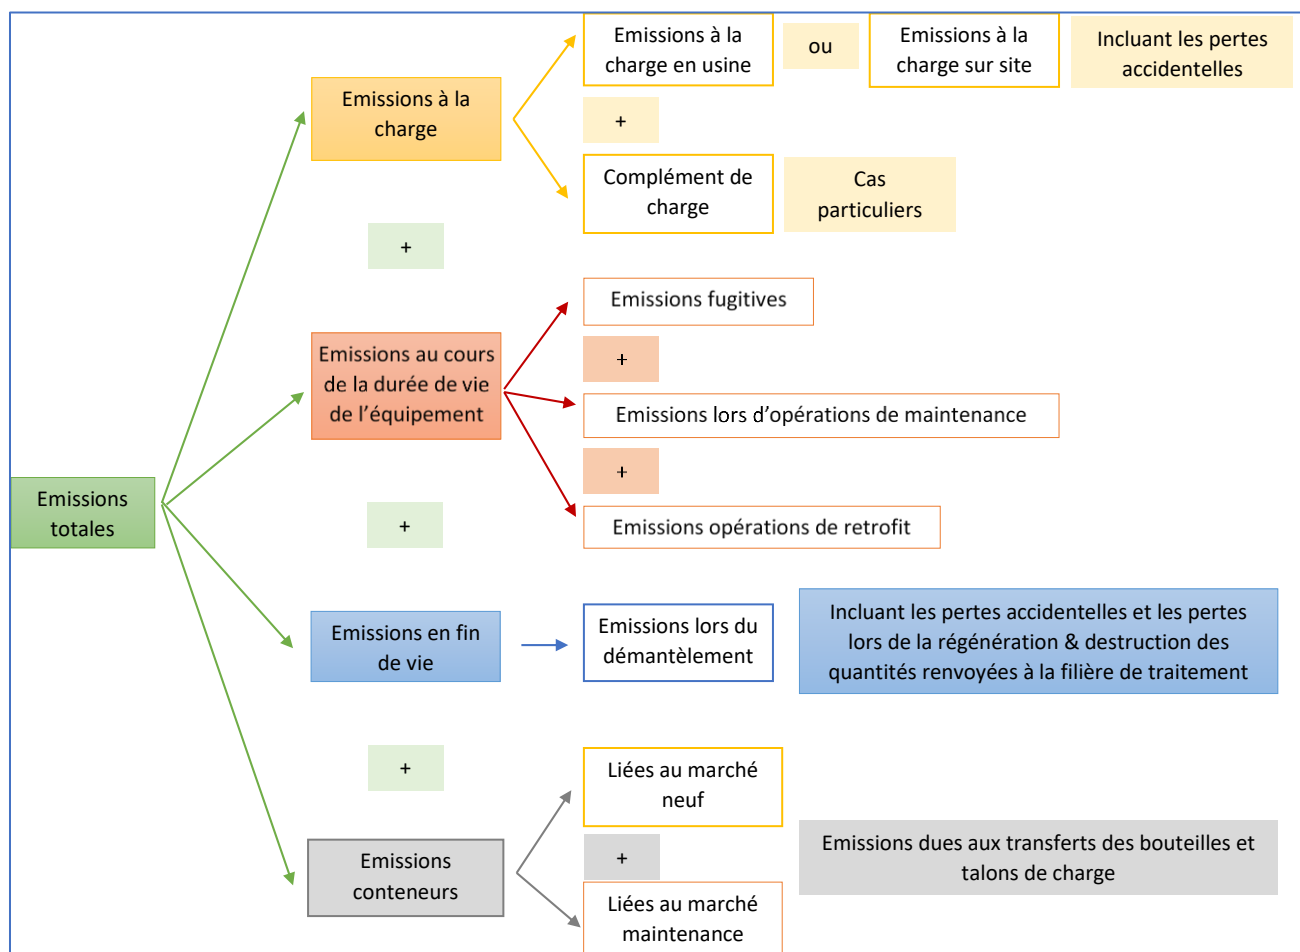 Emissions à la
charge en usine
ou
Emissions à la
charge sur site
Incluant les pertes
accidentelles
Emissions à la
charge
+
Complément de
charge
Cas
particuliers
+
Emissions fugitives
Emissions au cours
de la durée de vie
de l’équipement
+
Emissions lors d’opérations de maintenance
+
Emissions opérations de retrofit
Emissions
totales
+
Emissions en fin
de vie
Emissions lors du
démantèlement
Incluant les pertes accidentelles et les pertes
lors de la régénération & destruction des
quantités renvoyées à la filière de traitement
+
Liées au marché
neuf
Emissions
conteneurs
+
Emissions dues aux transferts des bouteilles et
talons de charge
Liées au marché
maintenance